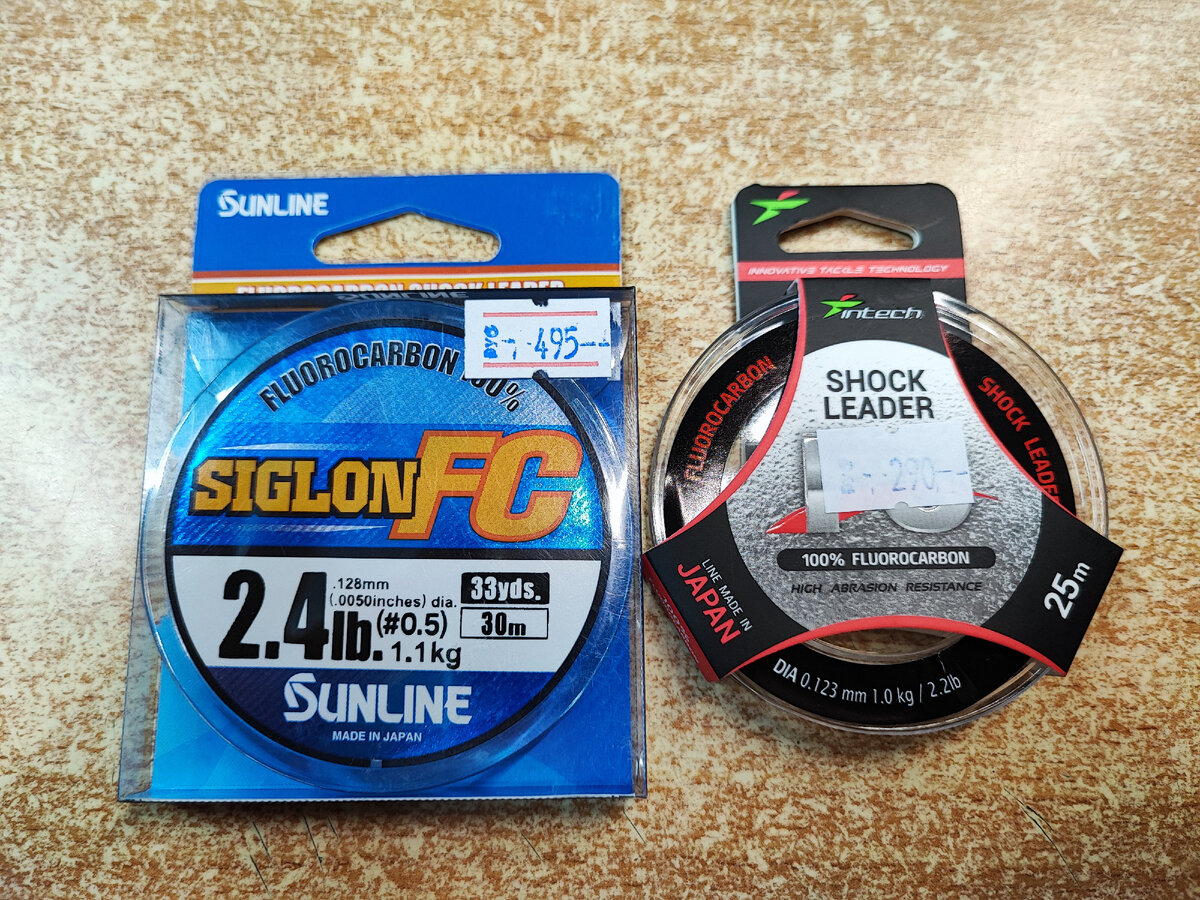 SUNLINE
FLUOROCARBON SHOCK LEADER
SUNLINE
495--
FLUOROCARBON 100%
SIGLON FC
2.4lb.
.128mm
(.0050inches) dia.
(#0.5)
1.1kg
33yds.
30m
SUNLINE
MADE IN JAPAN
INNOVATIVE TACKLE TECHNOLOGY
intech
FLUOROCARBON
SHOCK LEADER
SHOCK
LEADER
290,--
100% FLUOROCARBON
HIGH ABRASION RESISTANCE
LINE MADE IN
JAPAN
25m
DIA 0.123 mm 1.0 kg / 2.2lb